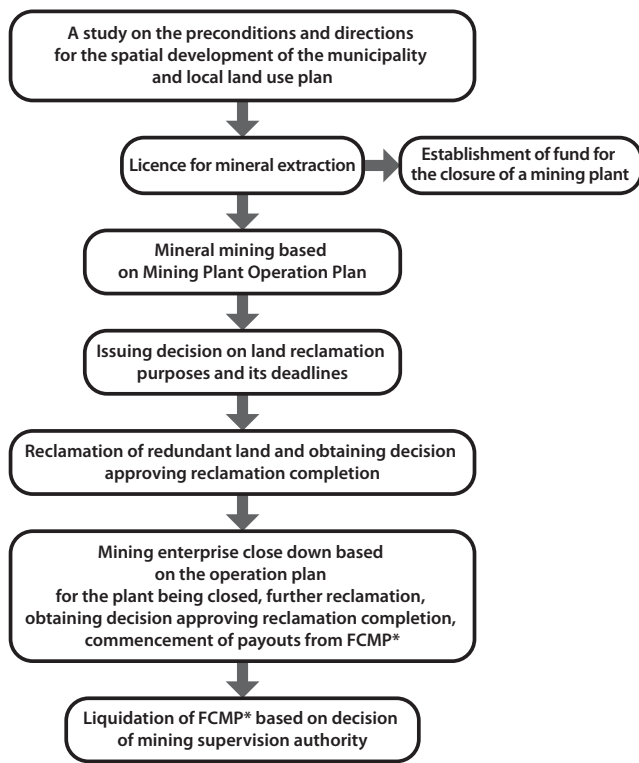 A study on the preconditions and directions
for the spatial development of the municipality
and local land use plan
Licence for mineral extraction
Establishment of fund for
the closure of a mining plant
Mineral mining based
on Mining Plant Operation Plan
Issuing decision on land reclamation
purposes and its deadlines
Reclamation of redundant land and obtaining decision
approving reclamation completion
Mining enterprise close down based
on the operation plan
for the plant being closed, further reclamation,
obtaining decision approving reclamation completion,
commencement of payouts from FCMP*
Liquidation of FCMP* based on decision
of mining supervision authority